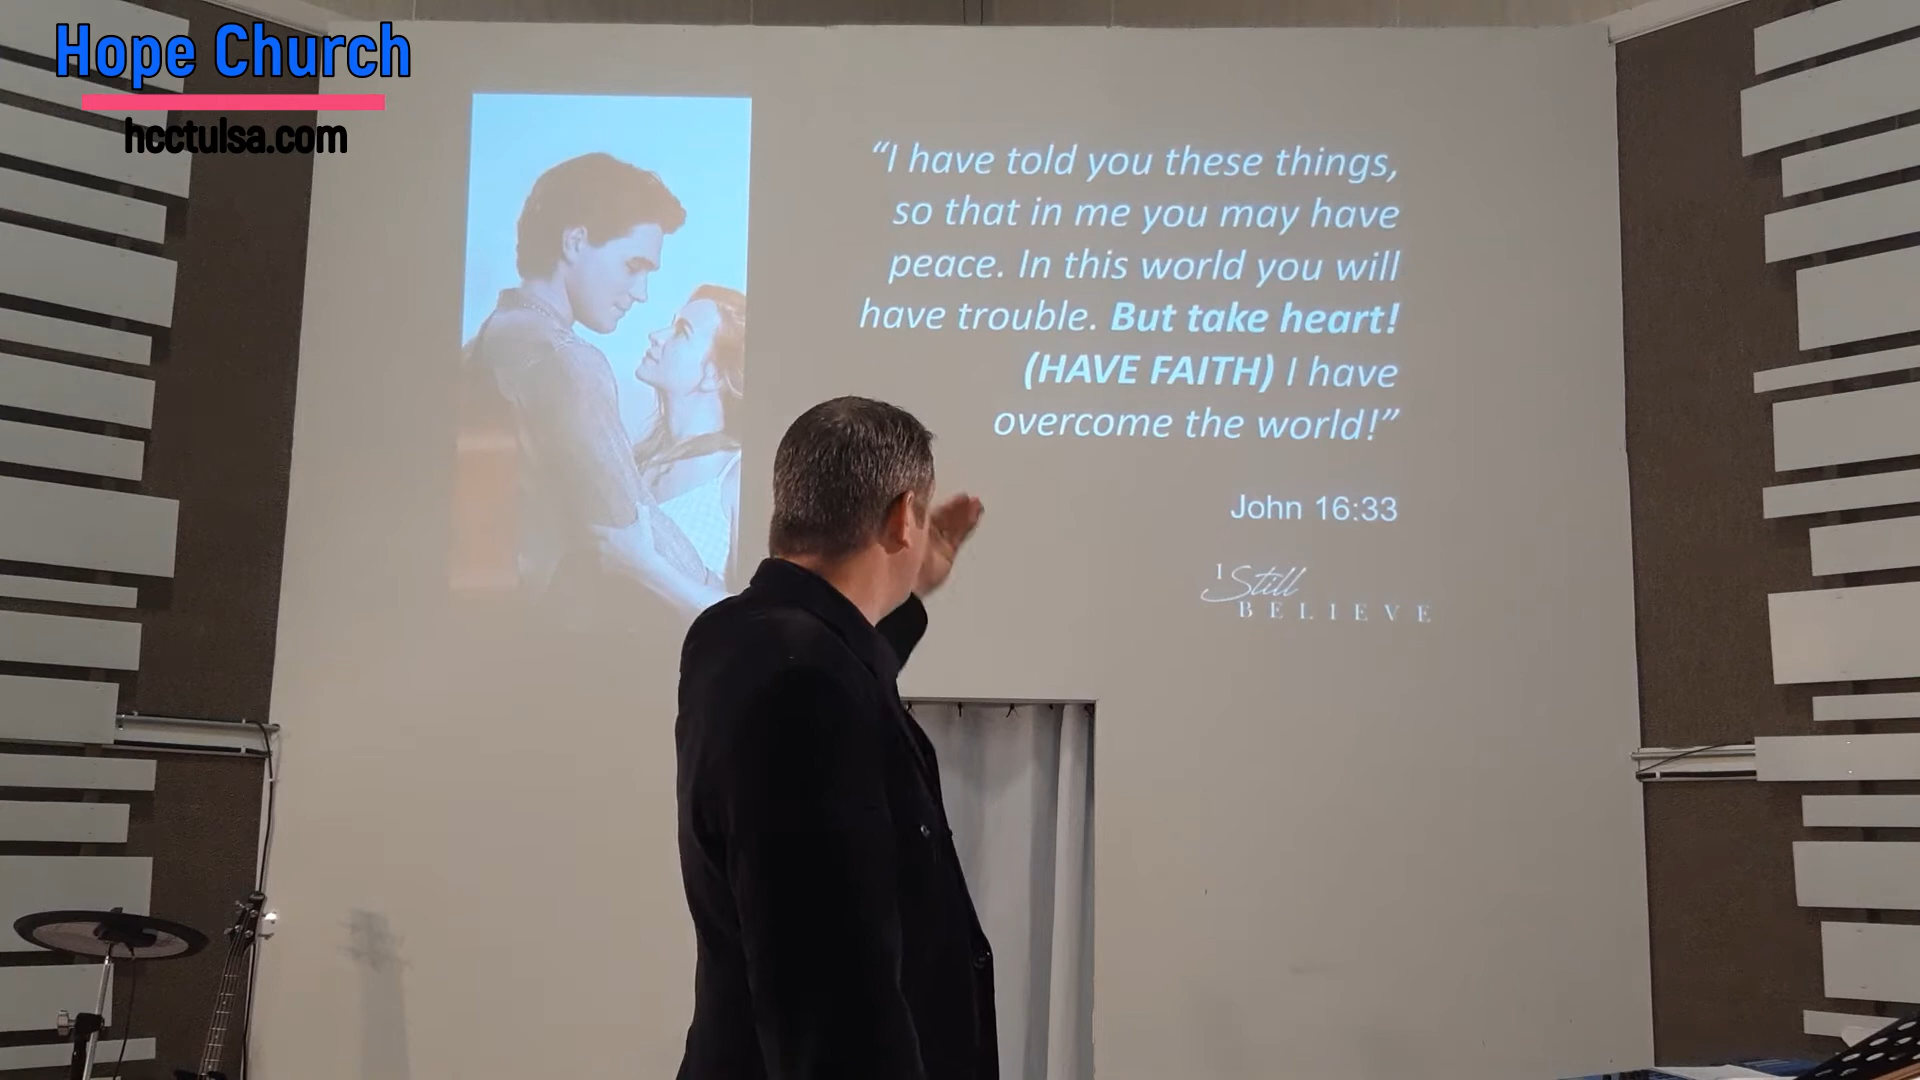 Hope Church
hcctulsa.com
“I have told you these things,
so that in me you may have
peace. In this world you will
have trouble. But take heart!
(HAVE FAITH) I have
overcome the world!”
John 16:33
I Still
BELIEVE